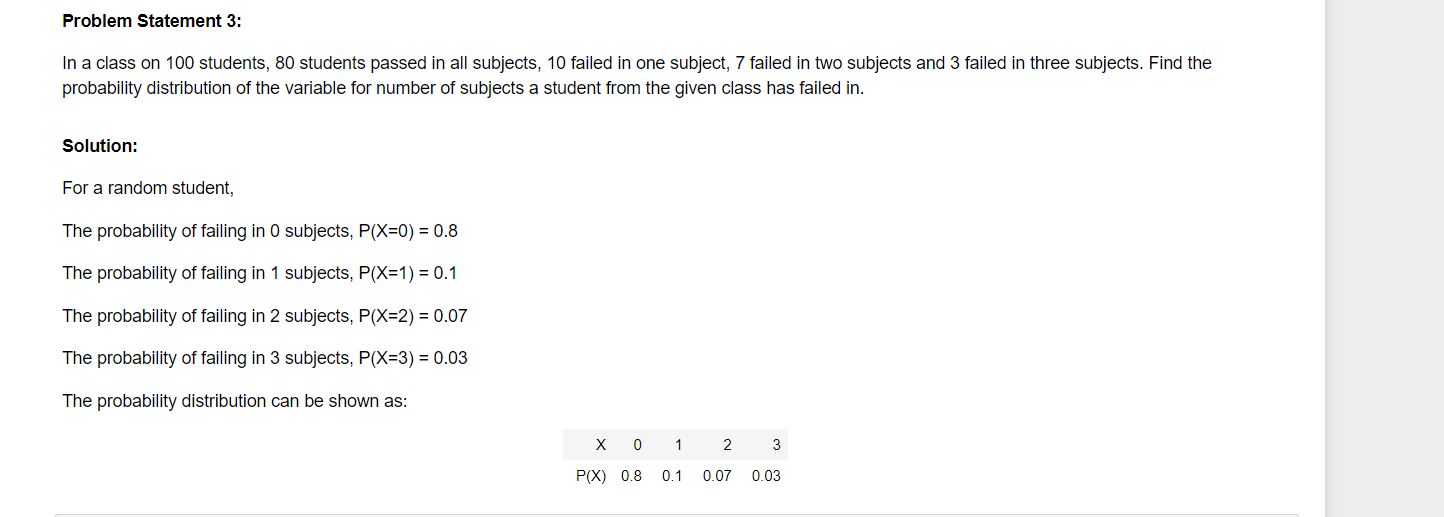 Problem Statement 3:
In a class on 100 students, 80 students passed in all subjects, 10 failed in one subject, 7 failed in two subjects and 3 failed in three subjects. Find the
probability distribution of the variable for number of subjects a student from the given class has failed in.
Solution:
For a random student,
The probability of failing in 0 subjects, P(X=0) = 0.8
The probability of failing in 1 subjects, P(X=1) = 0.1
The probability of failing in 2 subjects, P(X=2) = 0.07
The probability of failing in 3 subjects, P(X=3) = 0.03
The probability distribution can be shown as:
X 0 1 2 3
P(X) 0.8 0.1 0.07 0.03